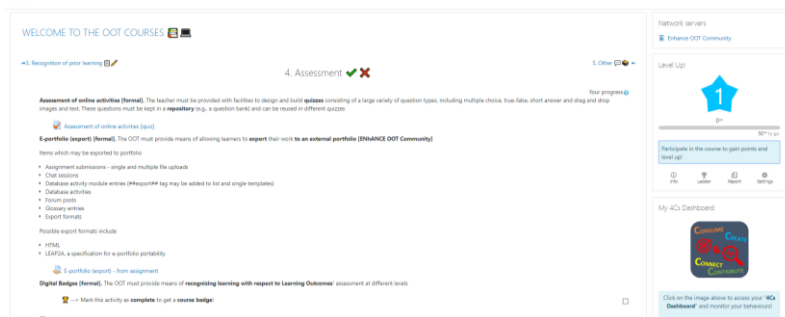 WELCOME TO THE OOT COURSES
3. Recognition of prior learning
5. Other
4. Assessment
Your progress
Assessment of online activities [formal]. The teacher must be provided with facilities to design and build quizzes consisting of a large variety of question types, including multiple choice, true-false, short answer and drag and drop
images and text. These questions must be kept in a repository (e.g., a question bank) and can be reused in different quizzes
Assessment of online activities [quiz]
E-portfolio (export) [formal]. The OOT must provide means of allowing learners to export their work to an external portfolio [ENhANCE OOT Community]
Items which may be exported to portfolio
Assignment submissions - single and multiple file uploads
Chat sessions
Database activity module entries (##export## tag may be added to list and single templates)
Database activities
Forum posts
Glossary entries
Export formats
Possible export formats include
HTML
LEAP2A, a specification for e-portfolio portability
E-portfolio (export) - from assignment
Digital Badges [formal]. The OOT must provide means of recognizing learning with respect to Learning Outcomes' assessment at different levels
--> Mark this activity as complete to get a course badge!
Network servers
Enhance OOT Community
Level Up!
1
Participate in the course to gain points and
level up!
Info Ladder Report Settings
My 4Cs Dashboard
CONSUME
CREATE
CONNECT
CONTRIBUTE
Click on the image above to access your "4Cs
Dashboard" and monitor your behaviours!